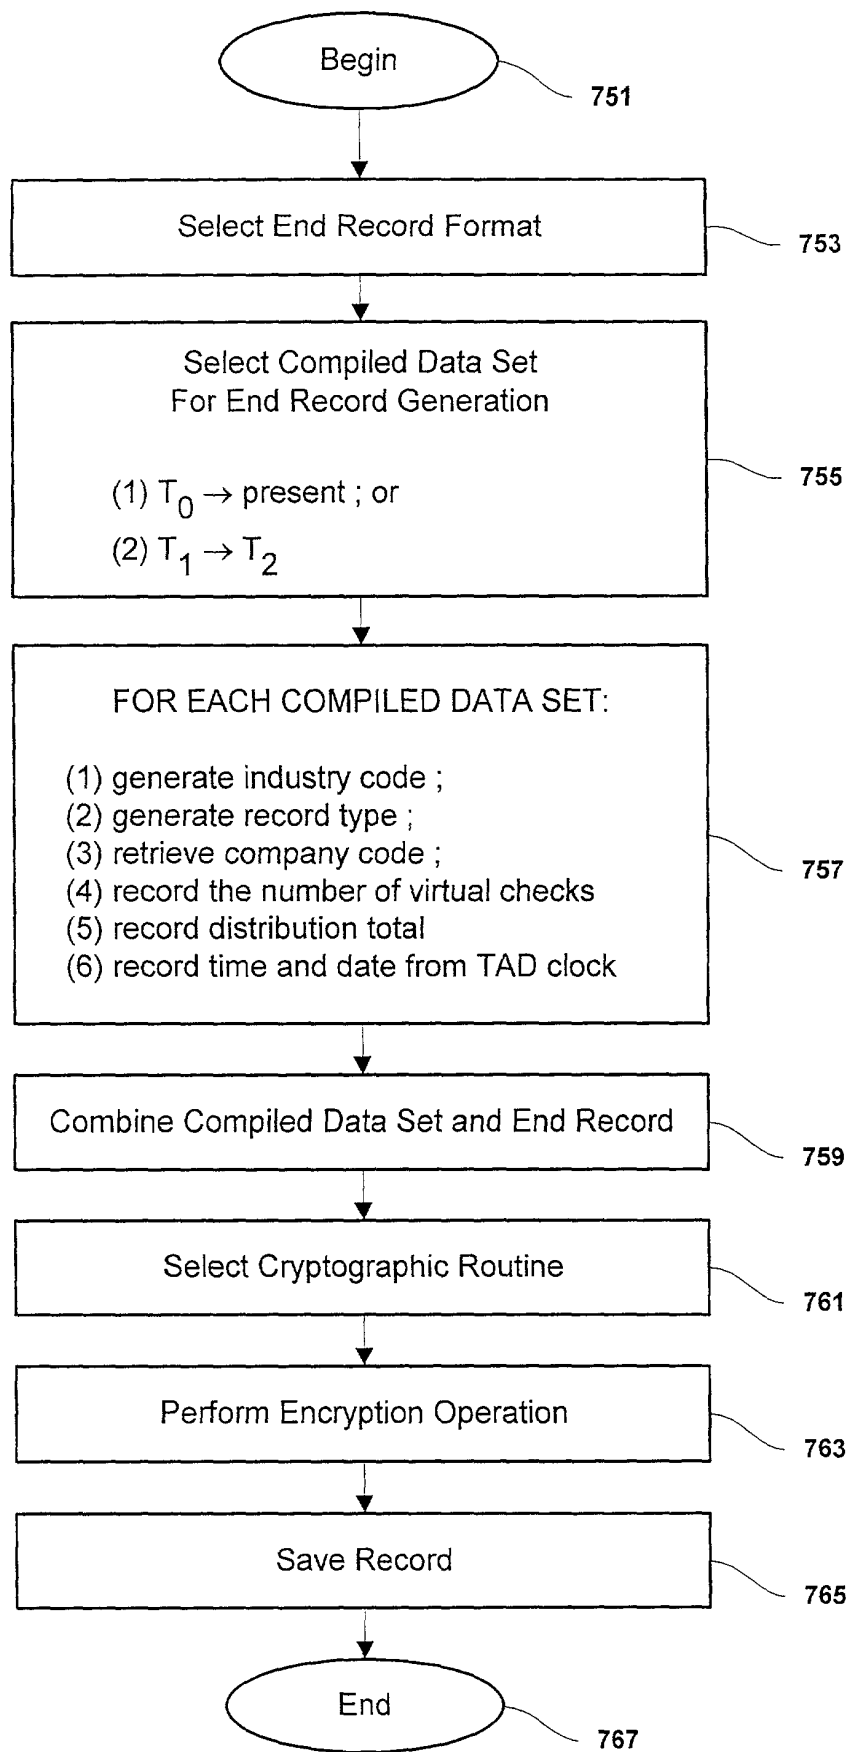 Begin
751
Select End Record Format
753
Select Compiled Data Set
For End Record Generation
(1) T0 → present ; or
(2) T1 → T2
755
FOR EACH COMPILED DATA SET:
(1) generate industry code ;
(2) generate record type ;
(3) retrieve company code ;
(4) record the number of virtual checks
(5) record distribution total
(6) record time and date from TAD clock
757
Combine Compiled Data Set and End Record
759
Select Cryptographic Routine
761
Perform Encryption Operation
763
Save Record
765
End
767